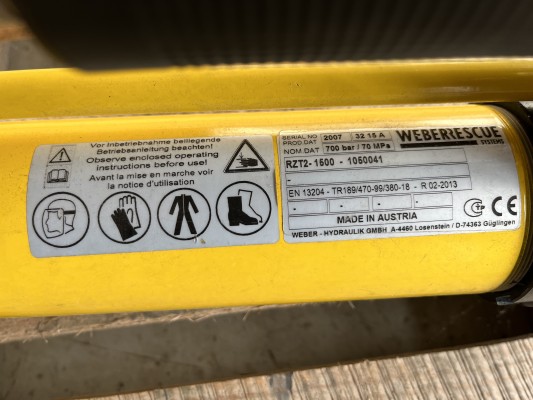 Vor Inbetriebnahme beiliegende
Betriebsanleitung beachten!
Observe enclosed operating
instructions before use!
Avant la mise en marche voir
la notice d'utilisation
SERIAL NO 2007 32 15 A
PROD.DAT
NOM.DAT 700 bar / 70 MPa
WEBERRESCUE
SYSTEMS
RZT2-1500 - 1050041
-
EN 13204 - TR189/470-99/380-18 - R 02-2013
- -
- -
MADE IN AUSTRIA
WEBER - HYDRAULIK GMBH A-4460 Losenstein / D-74363 Güglingen
CE